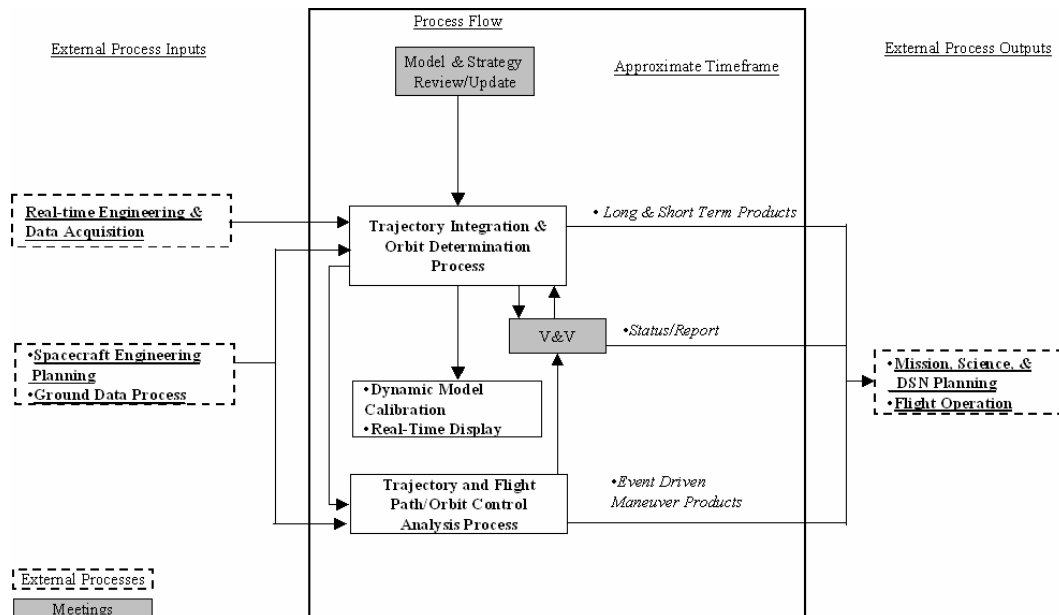 Process Flow
External Process Inputs
External Process Outputs
Model & Strategy
Review/Update
Approximate Timeframe
Real-time Engineering &
Data Acquisition
Trajectory Integration &
Orbit Determination
Process
• Long & Short Term Products
V&V
•Status/Report
•Spacecraft Engineering
Planning
•Ground Data Process
•Mission, Science, &
DSN Planning
•Flight Operation
•Dynamic Model
Calibration
•Real-Time Display
Trajectory and Flight
Path/Orbit Control
Analysis Process
•Event Driven
Maneuver Products
External Processes
Meetings